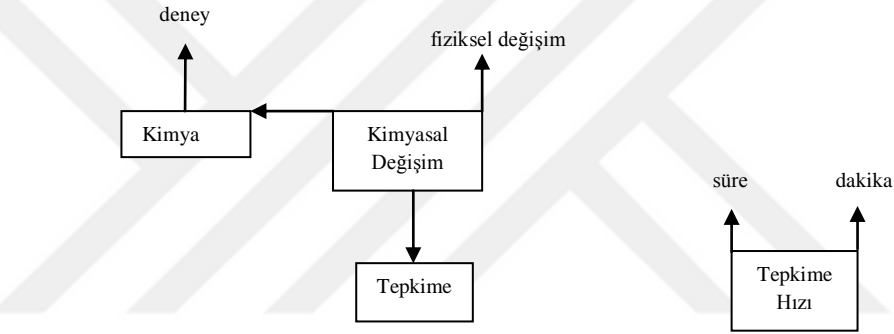 deney
fiziksel değişim
Kimya
Kimyasal
Değişim
süre
dakika
Tepkime
Tepkime
Hızı